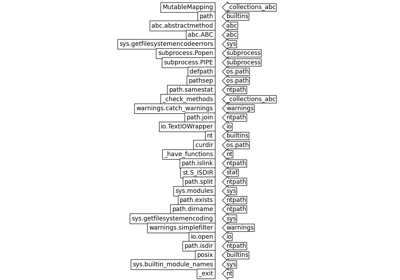 MutableMapping _collections_abc
path builtins
abc.abstractmethod abc
abc.ABC abc
sys.getfilesystemencodeerrors sys
subprocess.Popen subprocess
subprocess.PIPE subprocess
defpath os.path
pathsep os.path
path.samestat ntpath
_check_methods _collections_abc
warnings.catch_warnings warnings
path.join ntpath
io.TextIOWrapper io
nt builtins
curdir os.path
_have_functions nt
path.islink ntpath
st.S_ISDIR stat
path.split ntpath
sys.modules sys
path.exists ntpath
path.dirname ntpath
sys.getfilesystemencoding sys
warnings.simplefilter warnings
io.open io
path.isdir ntpath
posix builtins
sys.builtin_module_names sys
_exit nt